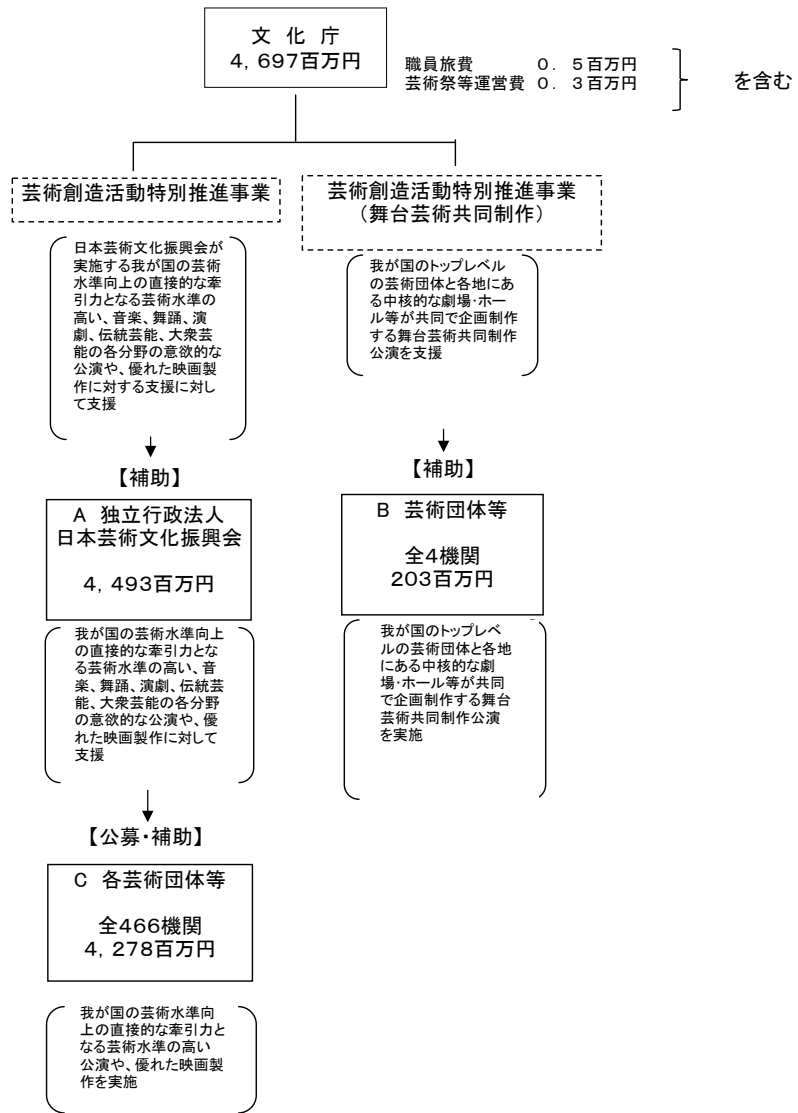 文 化 庁
4, 697百万円
職員旅費 0. 5百万円
芸術祭等運営費 0. 3百万円
を含む
芸術創造活動特別推進事業
日本芸術文化振興会が
実施する我が国の芸術
水準向上の直接的な牽
引力となる芸術水準の
高い、音楽、舞踊、演
劇、伝統芸能、大衆芸
能の各分野の意欲的な
公演や、優れた映画製
作に対する支援に対し
て支援
【補助】
A 独立行政法人
日本芸術文化振興会
4, 493百万円
我が国の芸術水準向上
の直接的な牽引力とな
る芸術水準の高い、音
楽、舞踊、演劇、伝統芸
能、大衆芸能の各分野
の意欲的な公演や、優
れた映画製作に対して
支援
【公募・補助】
C 各芸術団体等
全466機関
4, 278百万円
我が国の芸術水準向
上の直接的な牽引力と
なる芸術水準の高い
公演や、優れた映画製
作を実施
芸術創造活動特別推進事業
（舞台芸術共同制作）
我が国のトップレベル
の芸術団体と各地にあ
る中核的な劇場・ホー
ル等が共同で企画制作
する舞台芸術共同制作
公演を支援
【補助】
B 芸術団体等
全4機関
203百万円
我が国のトップレベ
ルの芸術団体と各地
にある中核的な劇
場・ホール等が共同
で企画制作する舞台
芸術共同制作公演
を実施